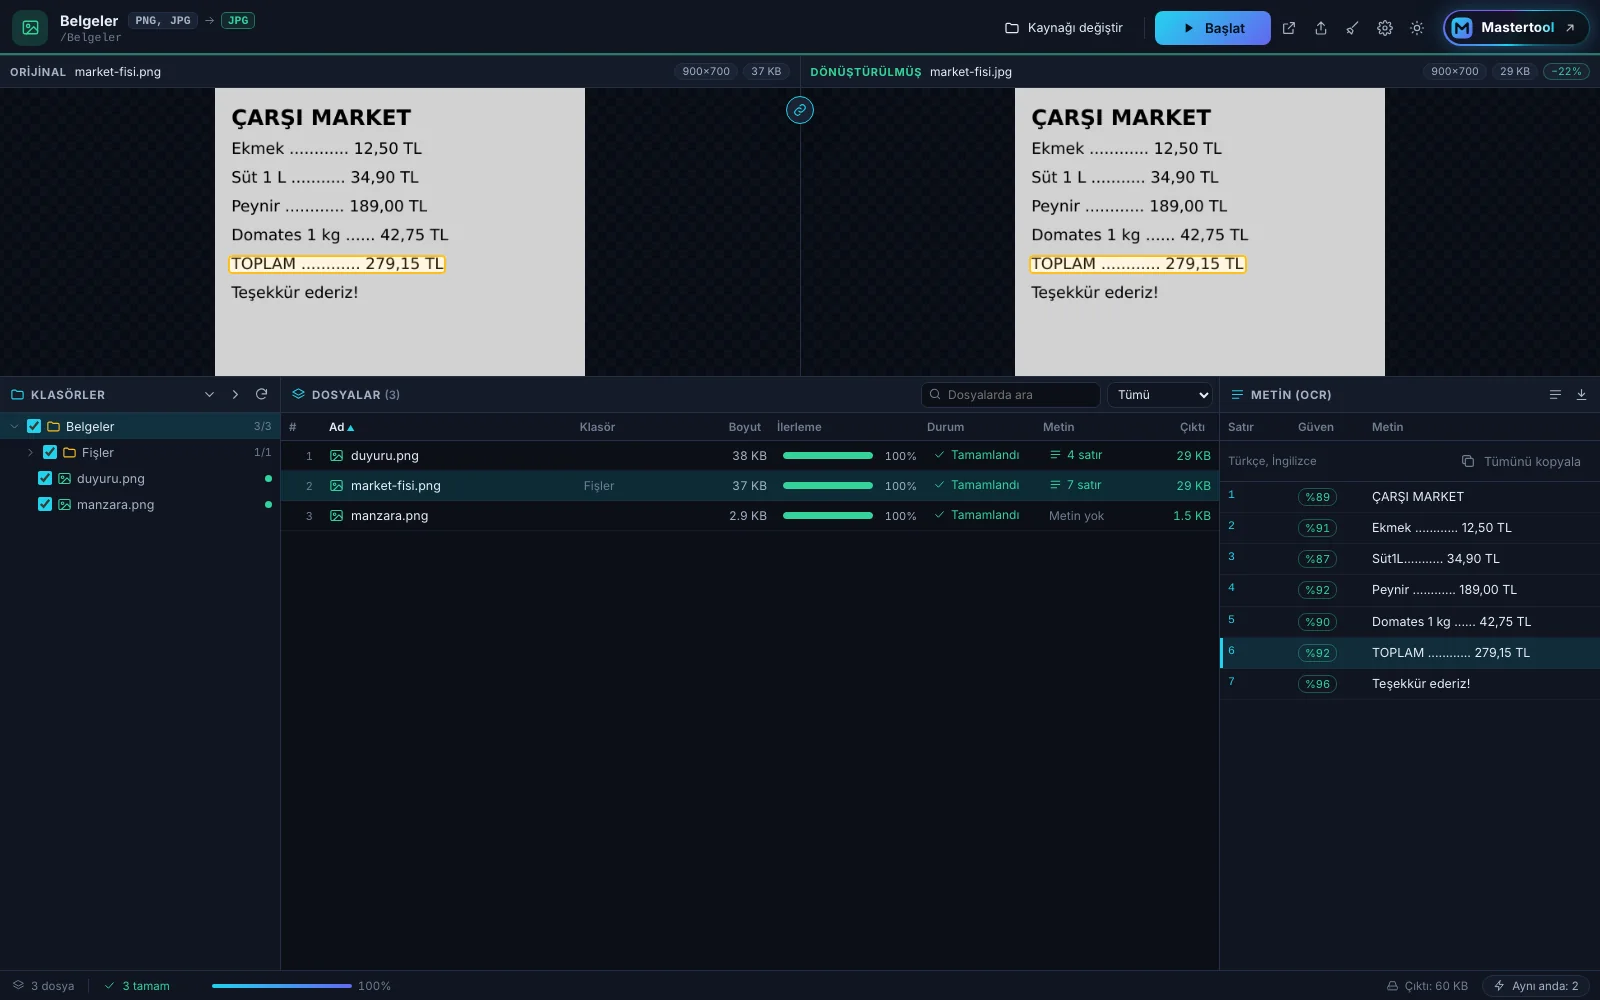 Belgeler PNG, JPG → JPG
/Belgeler
Kaynağı değiştir
Başlat
Mastertool
ORİJİNAL market-fisi.png 900×700 37 KB
DÖNÜŞTÜRÜLMÜŞ market-fisi.jpg 900×700 29 KB −22%
ÇARŞI MARKET
Ekmek ............ 12,50 TL
Süt 1 L ........... 34,90 TL
Peynir ............ 189,00 TL
Domates 1 kg ...... 42,75 TL
TOPLAM ............ 279,15 TL
Teşekkür ederiz!
ÇARŞI MARKET
Ekmek ............ 12,50 TL
Süt 1 L ........... 34,90 TL
Peynir ............ 189,00 TL
Domates 1 kg ...... 42,75 TL
TOPLAM ............ 279,15 TL
Teşekkür ederiz!
KLASÖRLER
Belgeler 3/3
Fişler 1/1
duyuru.png
manzara.png
DOSYALAR (3)
Dosyalarda ara
Tümü
# Ad Klasör Boyut İlerleme Durum Metin Çıktı
1 duyuru.png 38 KB 100% Tamamlandı 4 satır 29 KB
2 market-fisi.png Fişler 37 KB 100% Tamamlandı 7 satır 29 KB
3 manzara.png 2.9 KB 100% Tamamlandı Metin yok 1.5 KB
METİN (OCR)
Satır Güven Metin
Türkçe, İngilizce Tümünü kopyala
1 %89 ÇARŞI MARKET
2 %91 Ekmek ............ 12,50 TL
3 %87 Süt1L........... 34,90 TL
4 %92 Peynir ............ 189,00 TL
5 %90 Domates 1 kg ...... 42,75 TL
6 %92 TOPLAM ............ 279,15 TL
7 %96 Teşekkür ederiz!
3 dosya 3 tamam 100%
Çıktı: 60 KB Aynı anda: 2